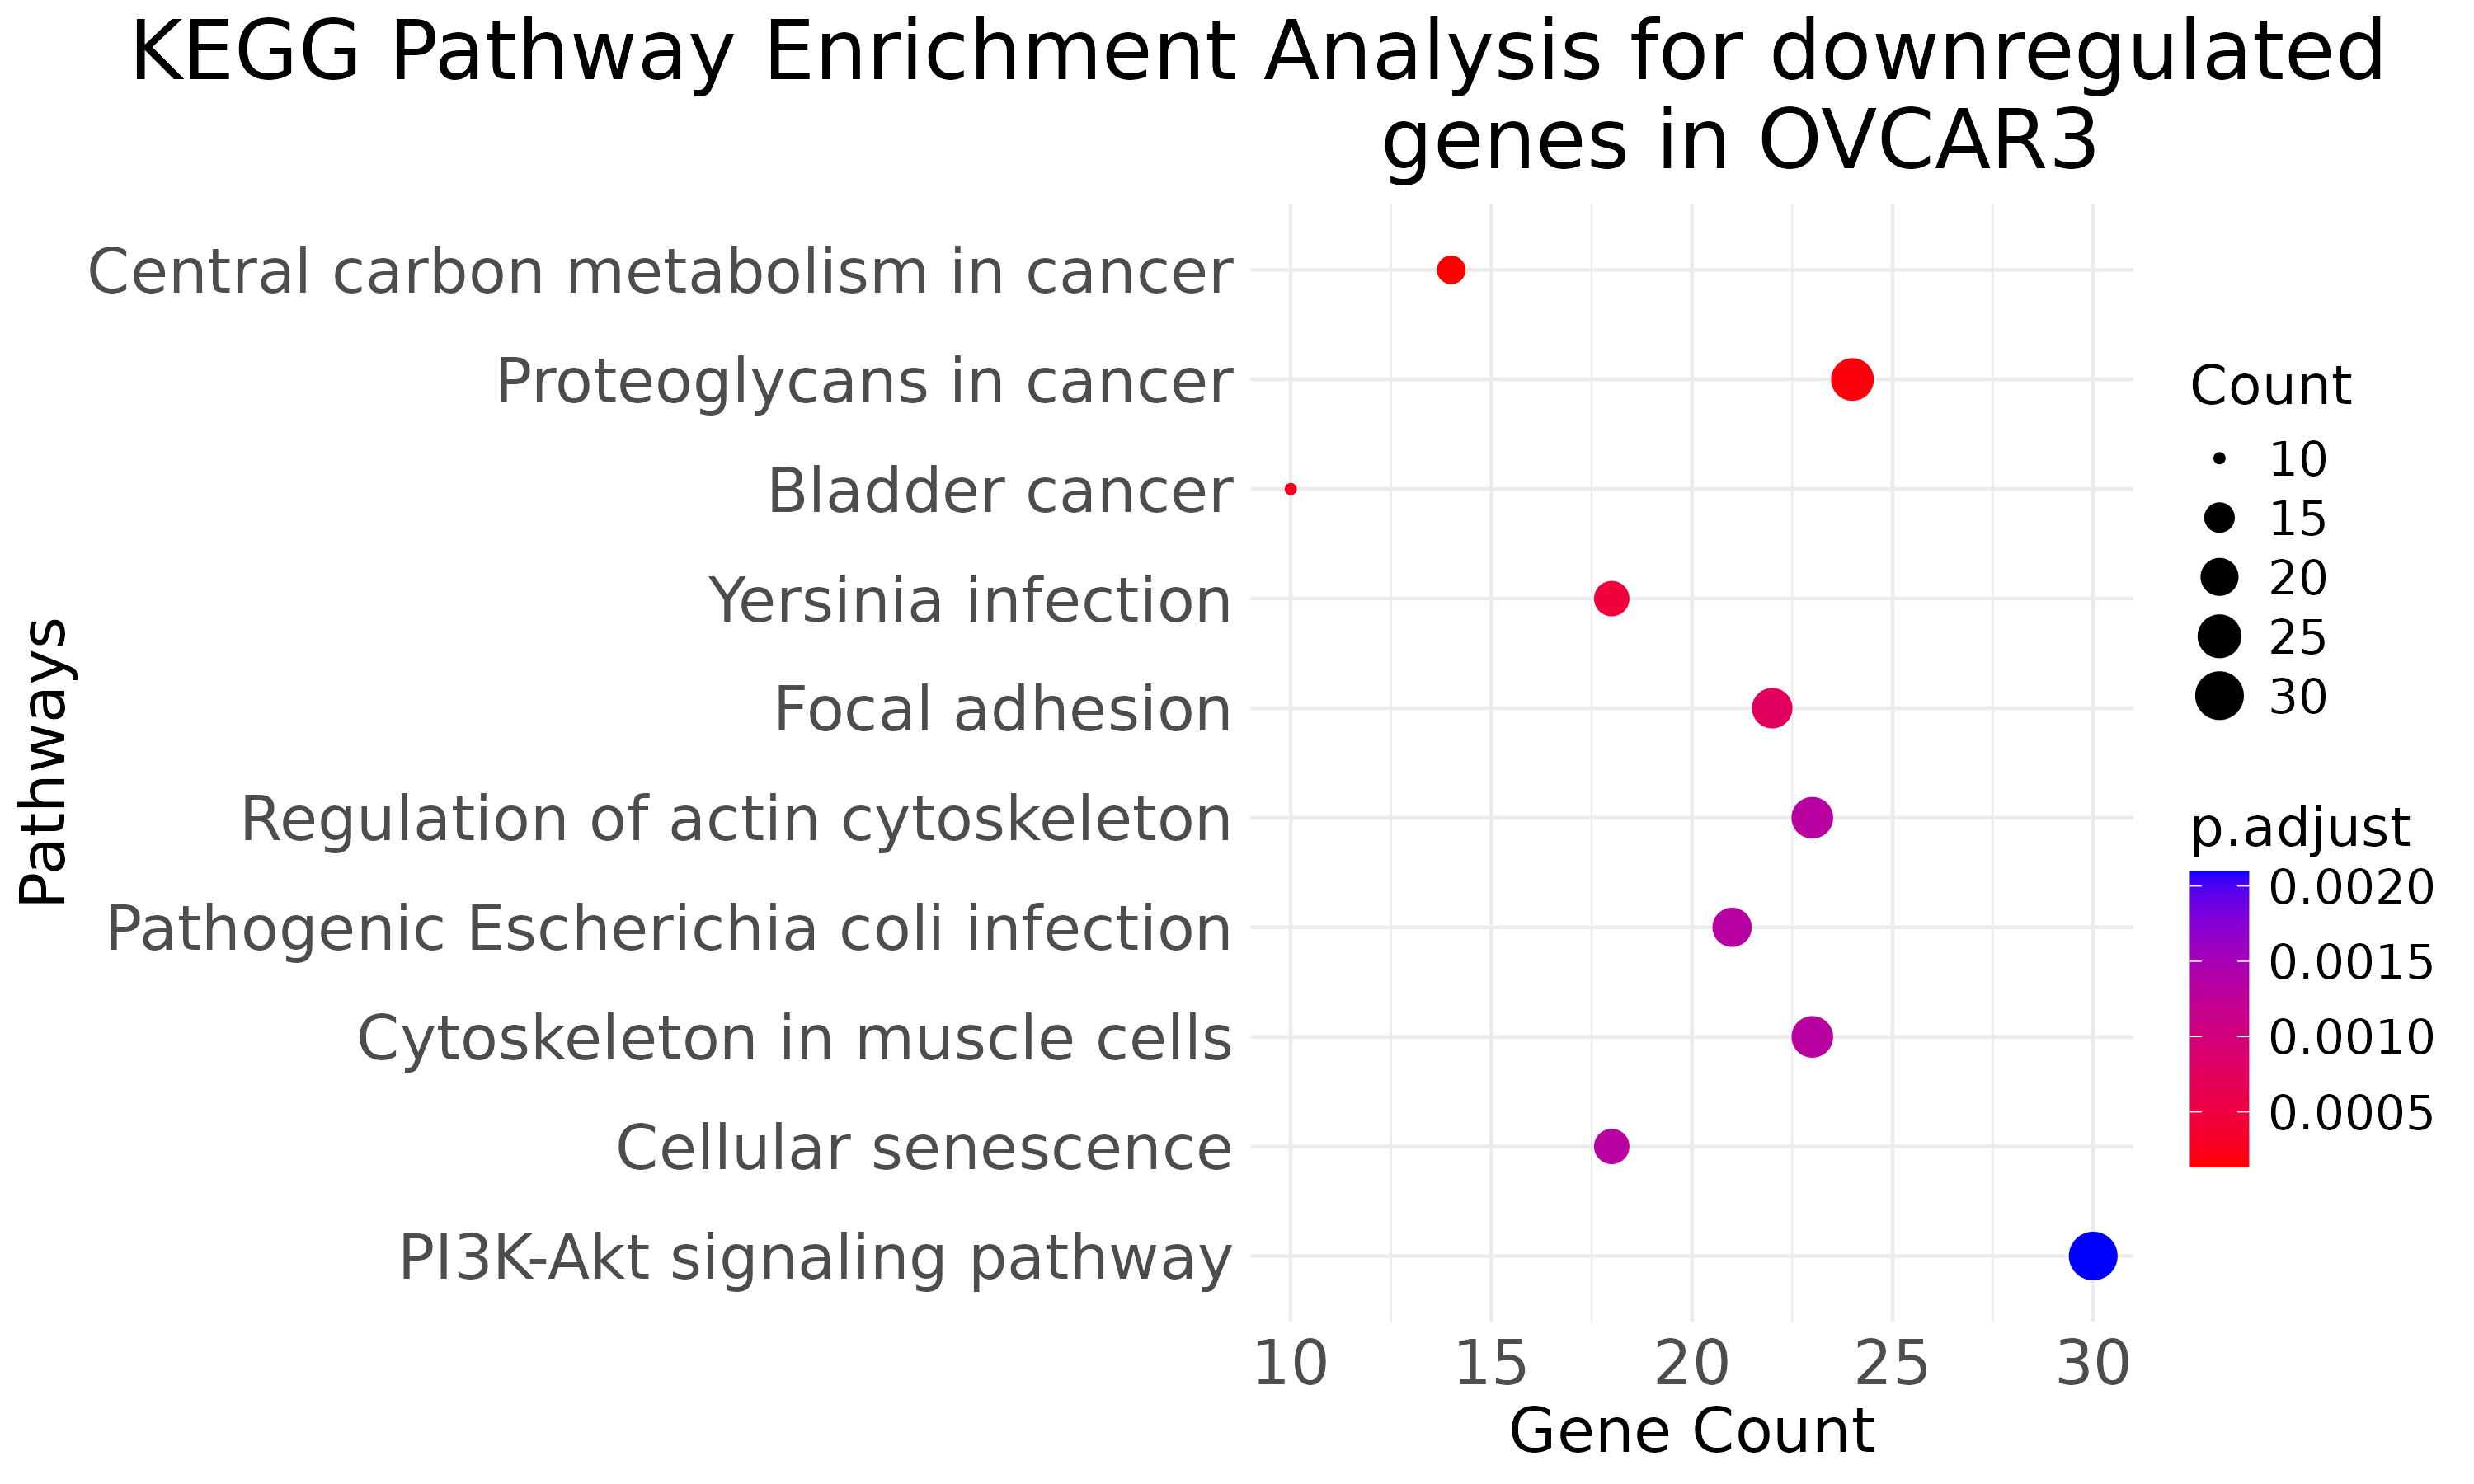 KEGG Pathway Enrichment Analysis for downregulated
genes in OVCAR3
Pathways
Central carbon metabolism in cancer
Proteoglycans in cancer
Bladder cancer
Yersinia infection
Focal adhesion
Regulation of actin cytoskeleton
Pathogenic Escherichia coli infection
Cytoskeleton in muscle cells
Cellular senescence
PI3K-Akt signaling pathway
10 15 20 25 30
Gene Count
Count
10
15
20
25
30
p.adjust
0.0020
0.0015
0.0010
0.0005